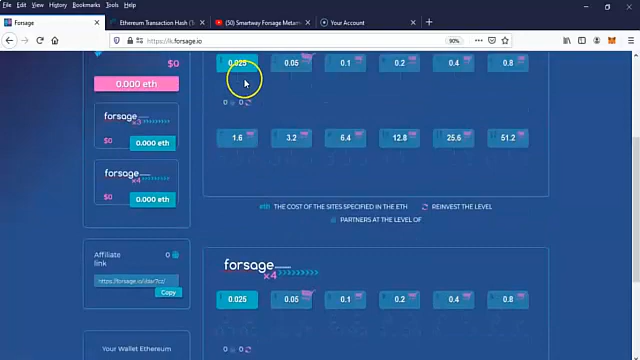 File Edit View History Bookmarks Tools Help
Forsage
Ethereum Transaction Hash (T
(50) Smartway Forsage Metam
Your Account
https://lk.forsage.io
90%
$0
0.000 eth
forsage x3
$0 0.000 eth
forsage x4
$0 0.000 eth
Affiliate link
0
Copy
Your Wallet Ethereum
0.025 0.05 0.1 0.2 0.4 0.8
0 0
1.6 3.2 6.4 12.8 25.6 51.2
eth THE COST OF THE SITES SPECIFIED IN THE ETH REINVEST THE LEVEL
PARTNERS AT THE LEVEL OF
forsage x4
0.025 0.05 0.1 0.2 0.4 0.8
0 0